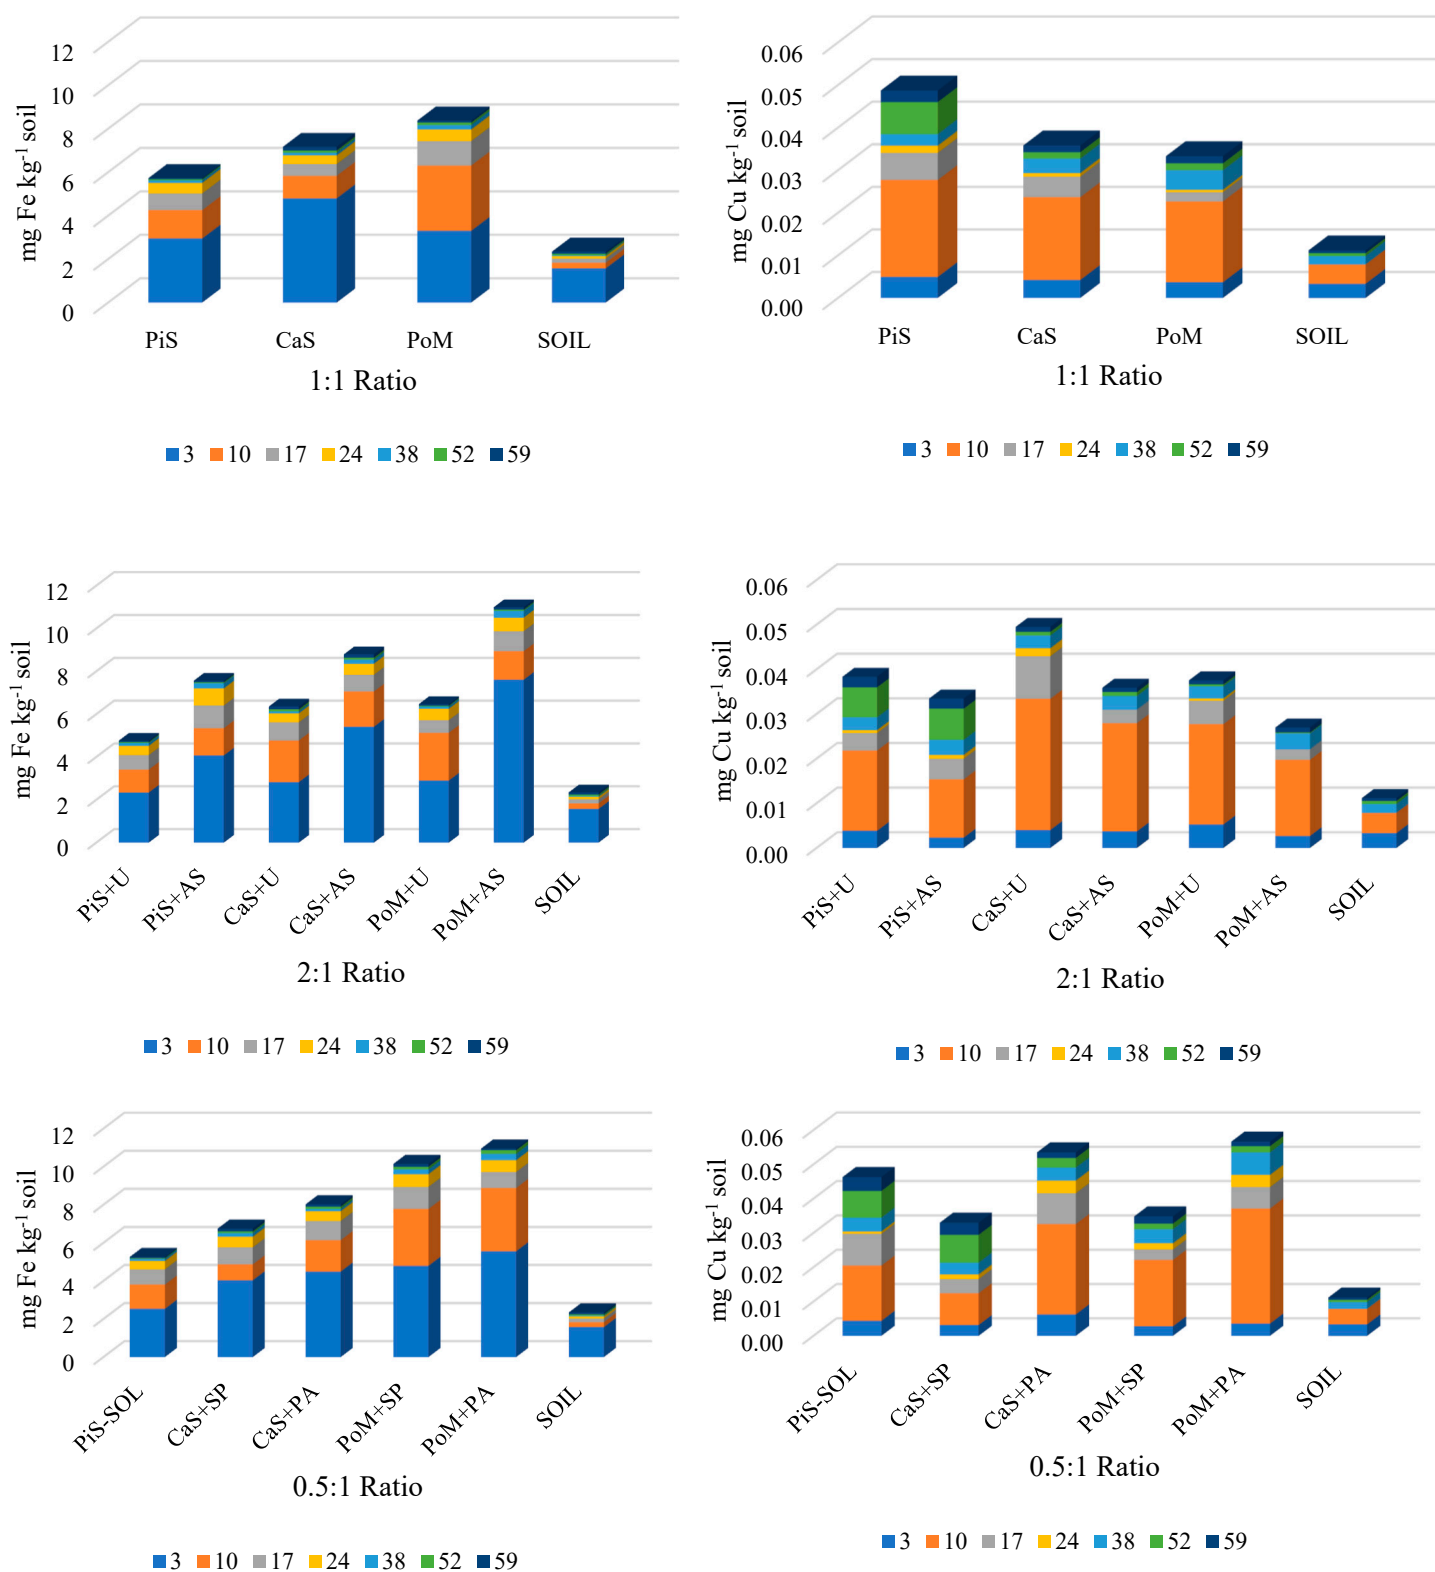 12
10
8
6
4
2
0
mg Fe kg-1 soil
PiS CaS PoM SOIL
1:1 Ratio
3 10 17 24 38 52 59
0.06
0.05
0.04
0.03
0.02
0.01
0.00
mg Cu kg-1 soil
PiS CaS PoM SOIL
1:1 Ratio
3 10 17 24 38 52 59
12
10
8
6
4
2
0
mg Fe kg-1 soil
PiS+U PiS+AS CaS+U CaS+AS PoM+U PoM+AS SOIL
2:1 Ratio
3 10 17 24 38 52 59
0.06
0.05
0.04
0.03
0.02
0.01
0.00
mg Cu kg-1 soil
PiS+U PiS+AS CaS+U CaS+AS PoM+U PoM+AS SOIL
2:1 Ratio
3 10 17 24 38 52 59
12
10
8
6
4
2
0
mg Fe kg-1 soil
PiS-SOL CaS+SP CaS+PA PoM+SP PoM+PA SOIL
0.5:1 Ratio
3 10 17 24 38 52 59
0.06
0.05
0.04
0.03
0.02
0.01
0.00
mg Cu kg-1 soil
PiS-SOL CaS+SP CaS+PA PoM+SP PoM+PA SOIL
0.5:1 Ratio
3 10 17 24 38 52 59